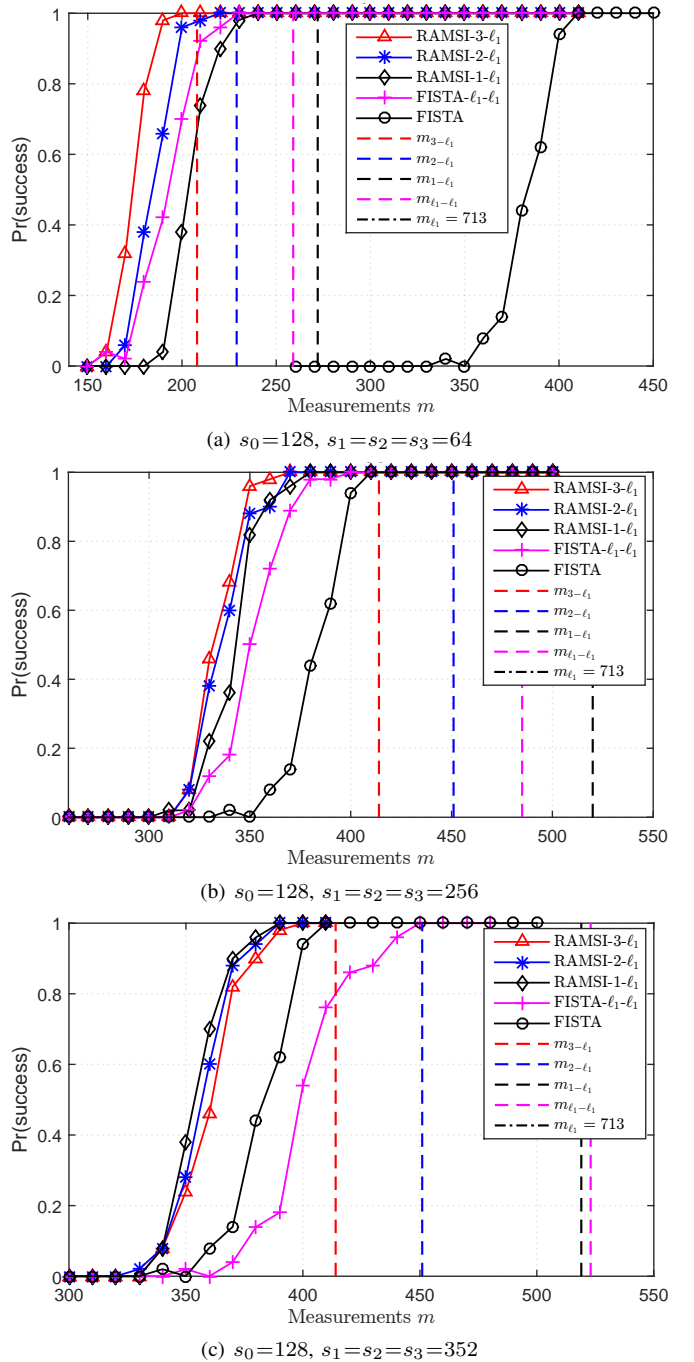 1
0.8
0.6
0.4
0.2
0
Pr(success)
RAMSI-3-ℓ₁
RAMSI-2-ℓ₁
RAMSI-1-ℓ₁
FISTA-ℓ₁-ℓ₁
FISTA
m₃₋ℓ₁
m₂₋ℓ₁
m₁₋ℓ₁
mℓ₁₋ℓ₁
mℓ₁ = 713
150 200 250 300 350 400 450
Measurements m
(a) s₀=128, s₁=s₂=s₃=64
1
0.8
0.6
0.4
0.2
0
Pr(success)
RAMSI-3-ℓ₁
RAMSI-2-ℓ₁
RAMSI-1-ℓ₁
FISTA-ℓ₁-ℓ₁
FISTA
m₃₋ℓ₁
m₂₋ℓ₁
m₁₋ℓ₁
mℓ₁₋ℓ₁
mℓ₁ = 713
300 350 400 450 500 550
Measurements m
(b) s₀=128, s₁=s₂=s₃=256
1
0.8
0.6
0.4
0.2
0
Pr(success)
RAMSI-3-ℓ₁
RAMSI-2-ℓ₁
RAMSI-1-ℓ₁
FISTA-ℓ₁-ℓ₁
FISTA
m₃₋ℓ₁
m₂₋ℓ₁
m₁₋ℓ₁
mℓ₁₋ℓ₁
mℓ₁ = 713
300 350 400 450 500 550
Measurements m
(c) s₀=128, s₁=s₂=s₃=352